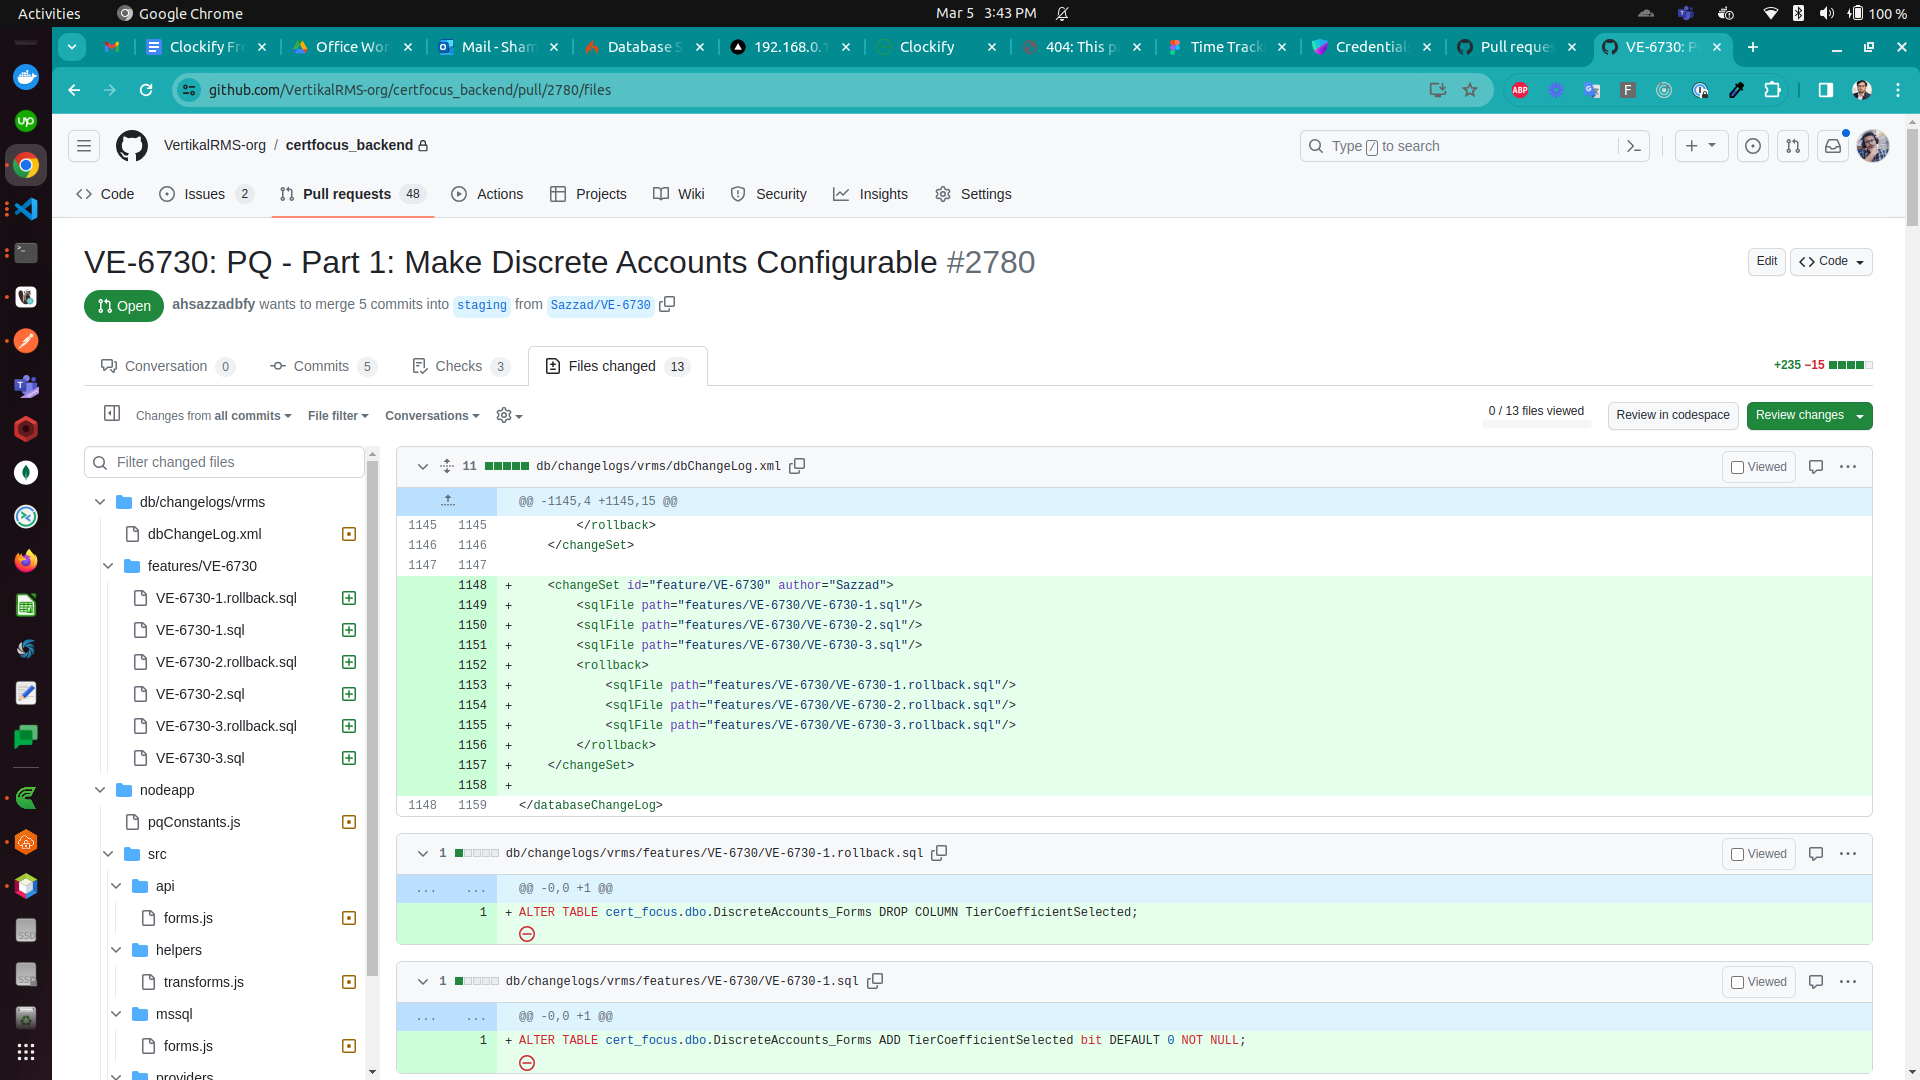 Activities
Google Chrome
Mar 5 3:43 PM
100 %
Clockify Fr
Office Wor
Mail - Sham
Database S
192.168.0.1
Clockify
404: This pa
Time Track
Credential
Pull reques
VE-6730: P
github.com/VertikalRMS-org/certfocus_backend/pull/2780/files
VertikalRMS-org / certfocus_backend
Type / to search
Code
Issues 2
Pull requests 48
Actions
Projects
Wiki
Security
Insights
Settings
VE-6730: PQ - Part 1: Make Discrete Accounts Configurable #2780
Edit
Code
Open
ahsazzadbfy wants to merge 5 commits into staging from Sazzad/VE-6730
Conversation 0
Commits 5
Checks 3
Files changed 13
+235 −15
Changes from all commits
File filter
Conversations
0 / 13 files viewed
Review in codespace
Review changes
Filter changed files
db/changelogs/vrms
dbChangeLog.xml
features/VE-6730
VE-6730-1.rollback.sql
VE-6730-1.sql
VE-6730-2.rollback.sql
VE-6730-2.sql
VE-6730-3.rollback.sql
VE-6730-3.sql
nodeapp
pqConstants.js
src
api
forms.js
helpers
transforms.js
mssql
forms.js
providers
11 db/changelogs/vrms/dbChangeLog.xml
Viewed
@@ -1145,4 +1145,15 @@
1145 1145 </rollback>
1146 1146 </changeSet>
1147 1147
1148 + <changeSet id="feature/VE-6730" author="Sazzad">
1149 + <sqlFile path="features/VE-6730/VE-6730-1.sql"/>
1150 + <sqlFile path="features/VE-6730/VE-6730-2.sql"/>
1151 + <sqlFile path="features/VE-6730/VE-6730-3.sql"/>
1152 + <rollback>
1153 + <sqlFile path="features/VE-6730/VE-6730-1.rollback.sql"/>
1154 + <sqlFile path="features/VE-6730/VE-6730-2.rollback.sql"/>
1155 + <sqlFile path="features/VE-6730/VE-6730-3.rollback.sql"/>
1156 + </rollback>
1157 + </changeSet>
1158 +
1148 1159 </databaseChangeLog>
1 db/changelogs/vrms/features/VE-6730/VE-6730-1.rollback.sql
Viewed
... ... @@ -0,0 +1 @@
1 + ALTER TABLE cert_focus.dbo.DiscreteAccounts_Forms DROP COLUMN TierCoefficientSelected;
1 db/changelogs/vrms/features/VE-6730/VE-6730-1.sql
Viewed
... ... @@ -0,0 +1 @@
1 + ALTER TABLE cert_focus.dbo.DiscreteAccounts_Forms ADD TierCoefficientSelected bit DEFAULT 0 NOT NULL;